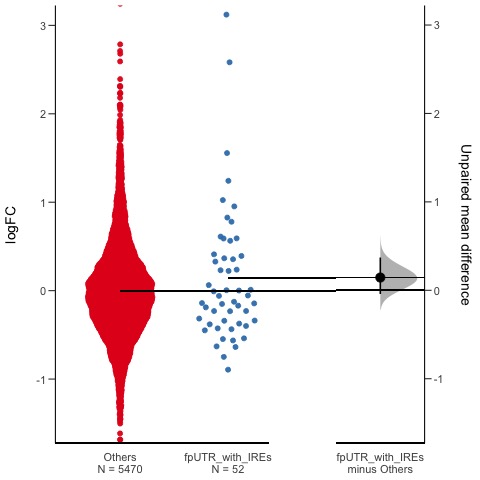 logFC
3
2
1
0
-1
3
2
1
0
-1
Unpaired mean difference
Others
N = 5470
fpUTR_with_IREs
N = 52
fpUTR_with_IREs
minus Others